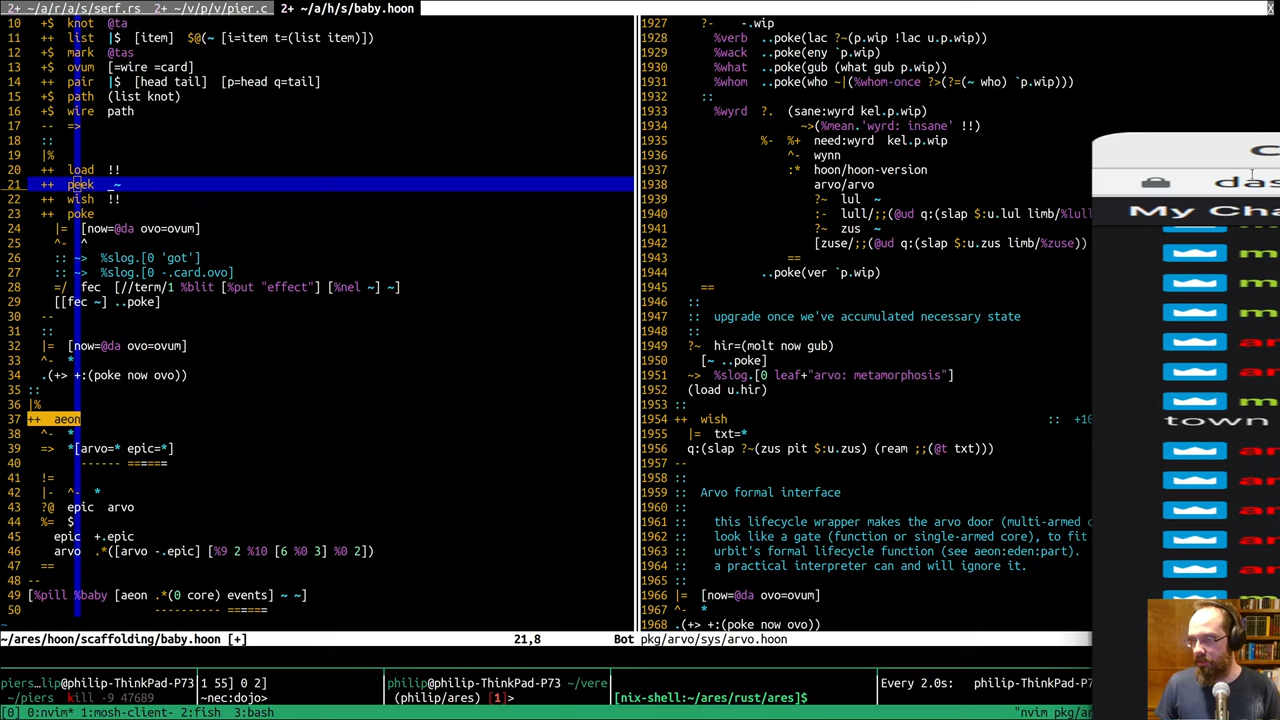 2+ ~/a/r/a/s/serf.rs  2+ ~/v/p/v/pier.c  2+ ~/a/h/s/baby.hoon  X
10   +$  knot  @ta
11   ++  list  |$  [item]  $@(~ [i=item t=(list item)])
12   +$  mark  @tas
13   +$  ovum  [=wire =card]
14   ++  pair  |$  [head tail]  [p=head q=tail]
15   +$  path  (list knot)
16   +$  wire  path
17   --  =>
18   ::
19   |%
20   ++  load  !!
21   ++  peek  _~
22   ++  wish  !!
23   ++  poke
24     |=  [now=@da ovo=ovum]
25     ^-  ^
26     :: ~>  %slog.[0 'got']
27     :: ~>  %slog.[0 -.card.ovo]
28     =/  fec  [//term/1 %blit [%put "effect"] [%nel ~] ~]
29     [[fec ~] ..poke]
30   --
31   ::
32   |=  [now=@da ovo=ovum]
33   ^-  *
34   .(+> +:(poke now ovo))
35 ::
36 |%
37 ++  aeon
38   ^-  *
39   =>  *[arvo=* epic=*]
40       ------ ======
41   !=
42   |-  ^-  *
43   ?@  epic  arvo
44   %=  $
45     epic  +.epic
46     arvo  .*([arvo -.epic] [%9 2 %10 [6 %0 3] %0 2])
47   ==
48 --
49 [%pill %baby [aeon .*(0 core) events] ~ ~]
50              ---------- ======
~
~/ares/hoon/scaffolding/baby.hoon [+]  21,8  Bot
1927         ?-  -.wip
1928           %verb  ..poke(lac ?~(p.wip !lac u.p.wip))
1929           %wack  ..poke(eny `p.wip)
1930           %what  ..poke(gub (what gub p.wip))
1931           %whom  ..poke(who ~|(%whom-once ?>(?=(~ who) `p.wip)))
1932         ::
1933           %wyrd  ?.  (sane:wyrd kel.p.wip)
1934                    ~>(%mean.'wyrd: insane' !!)
1935                  %-  %+  need:wyrd  kel.p.wip
1936                      ^-  wynn
1937                      :*  hoon/hoon-version
1938                          arvo/arvo
1939                          ?~  lul  ~
1940                          :-  lull/;;(@ud q:(slap $:u.lul limb/%lull
1941                          ?~  zus  ~
1942                          [zuse/;;(@ud q:(slap $:u.zus limb/%zuse))
1943                      ==
1944                  ..poke(ver `p.wip)
1945         ==
1946       ::
1947       ::  upgrade once we've accumulated necessary state
1948       ::
1949       ?~  hir=(molt now gub)
1950         [~ ..poke]
1951       ~>  %slog.[0 leaf+"arvo: metamorphosis"]
1952       (load u.hir)
1953     ::
1954     ++  wish  ::  +10
1955       |=  txt=*
1956       q:(slap ?~(zus pit $:u.zus) (ream ;;(@t txt)))
1957     --
1958 ::
1959 ::  Arvo formal interface
1960 ::
1961 ::    this lifecycle wrapper makes the arvo door (multi-armed c
1962 ::    look like a gate (function or single-armed core), to fit
1963 ::    urbit's formal lifecycle function (see aeon:eden:part).
1964 ::    a practical interpreter can and will ignore it.
1965 ::
1966 |=  [now=@da ovo=ovum]
1967 ^-  *
1968 .(+> +:(poke now ovo))
pkg/arvo/sys/arvo.hoon
das
My Cha
town
piers…lip@philip-ThinkPad-P73
~/piers  kill -9 47689
1 55] 0 2]
~nec:dojo>
philip@philip-ThinkPad-P73 ~/vere
(philip/ares) [1]>
[nix-shell:~/ares/rust/ares]$
Every 2.0s:  philip-ThinkPad-P
[0] 0:nvim* 1:mosh-client- 2:fish  3:bash  "nvim pkg/ar